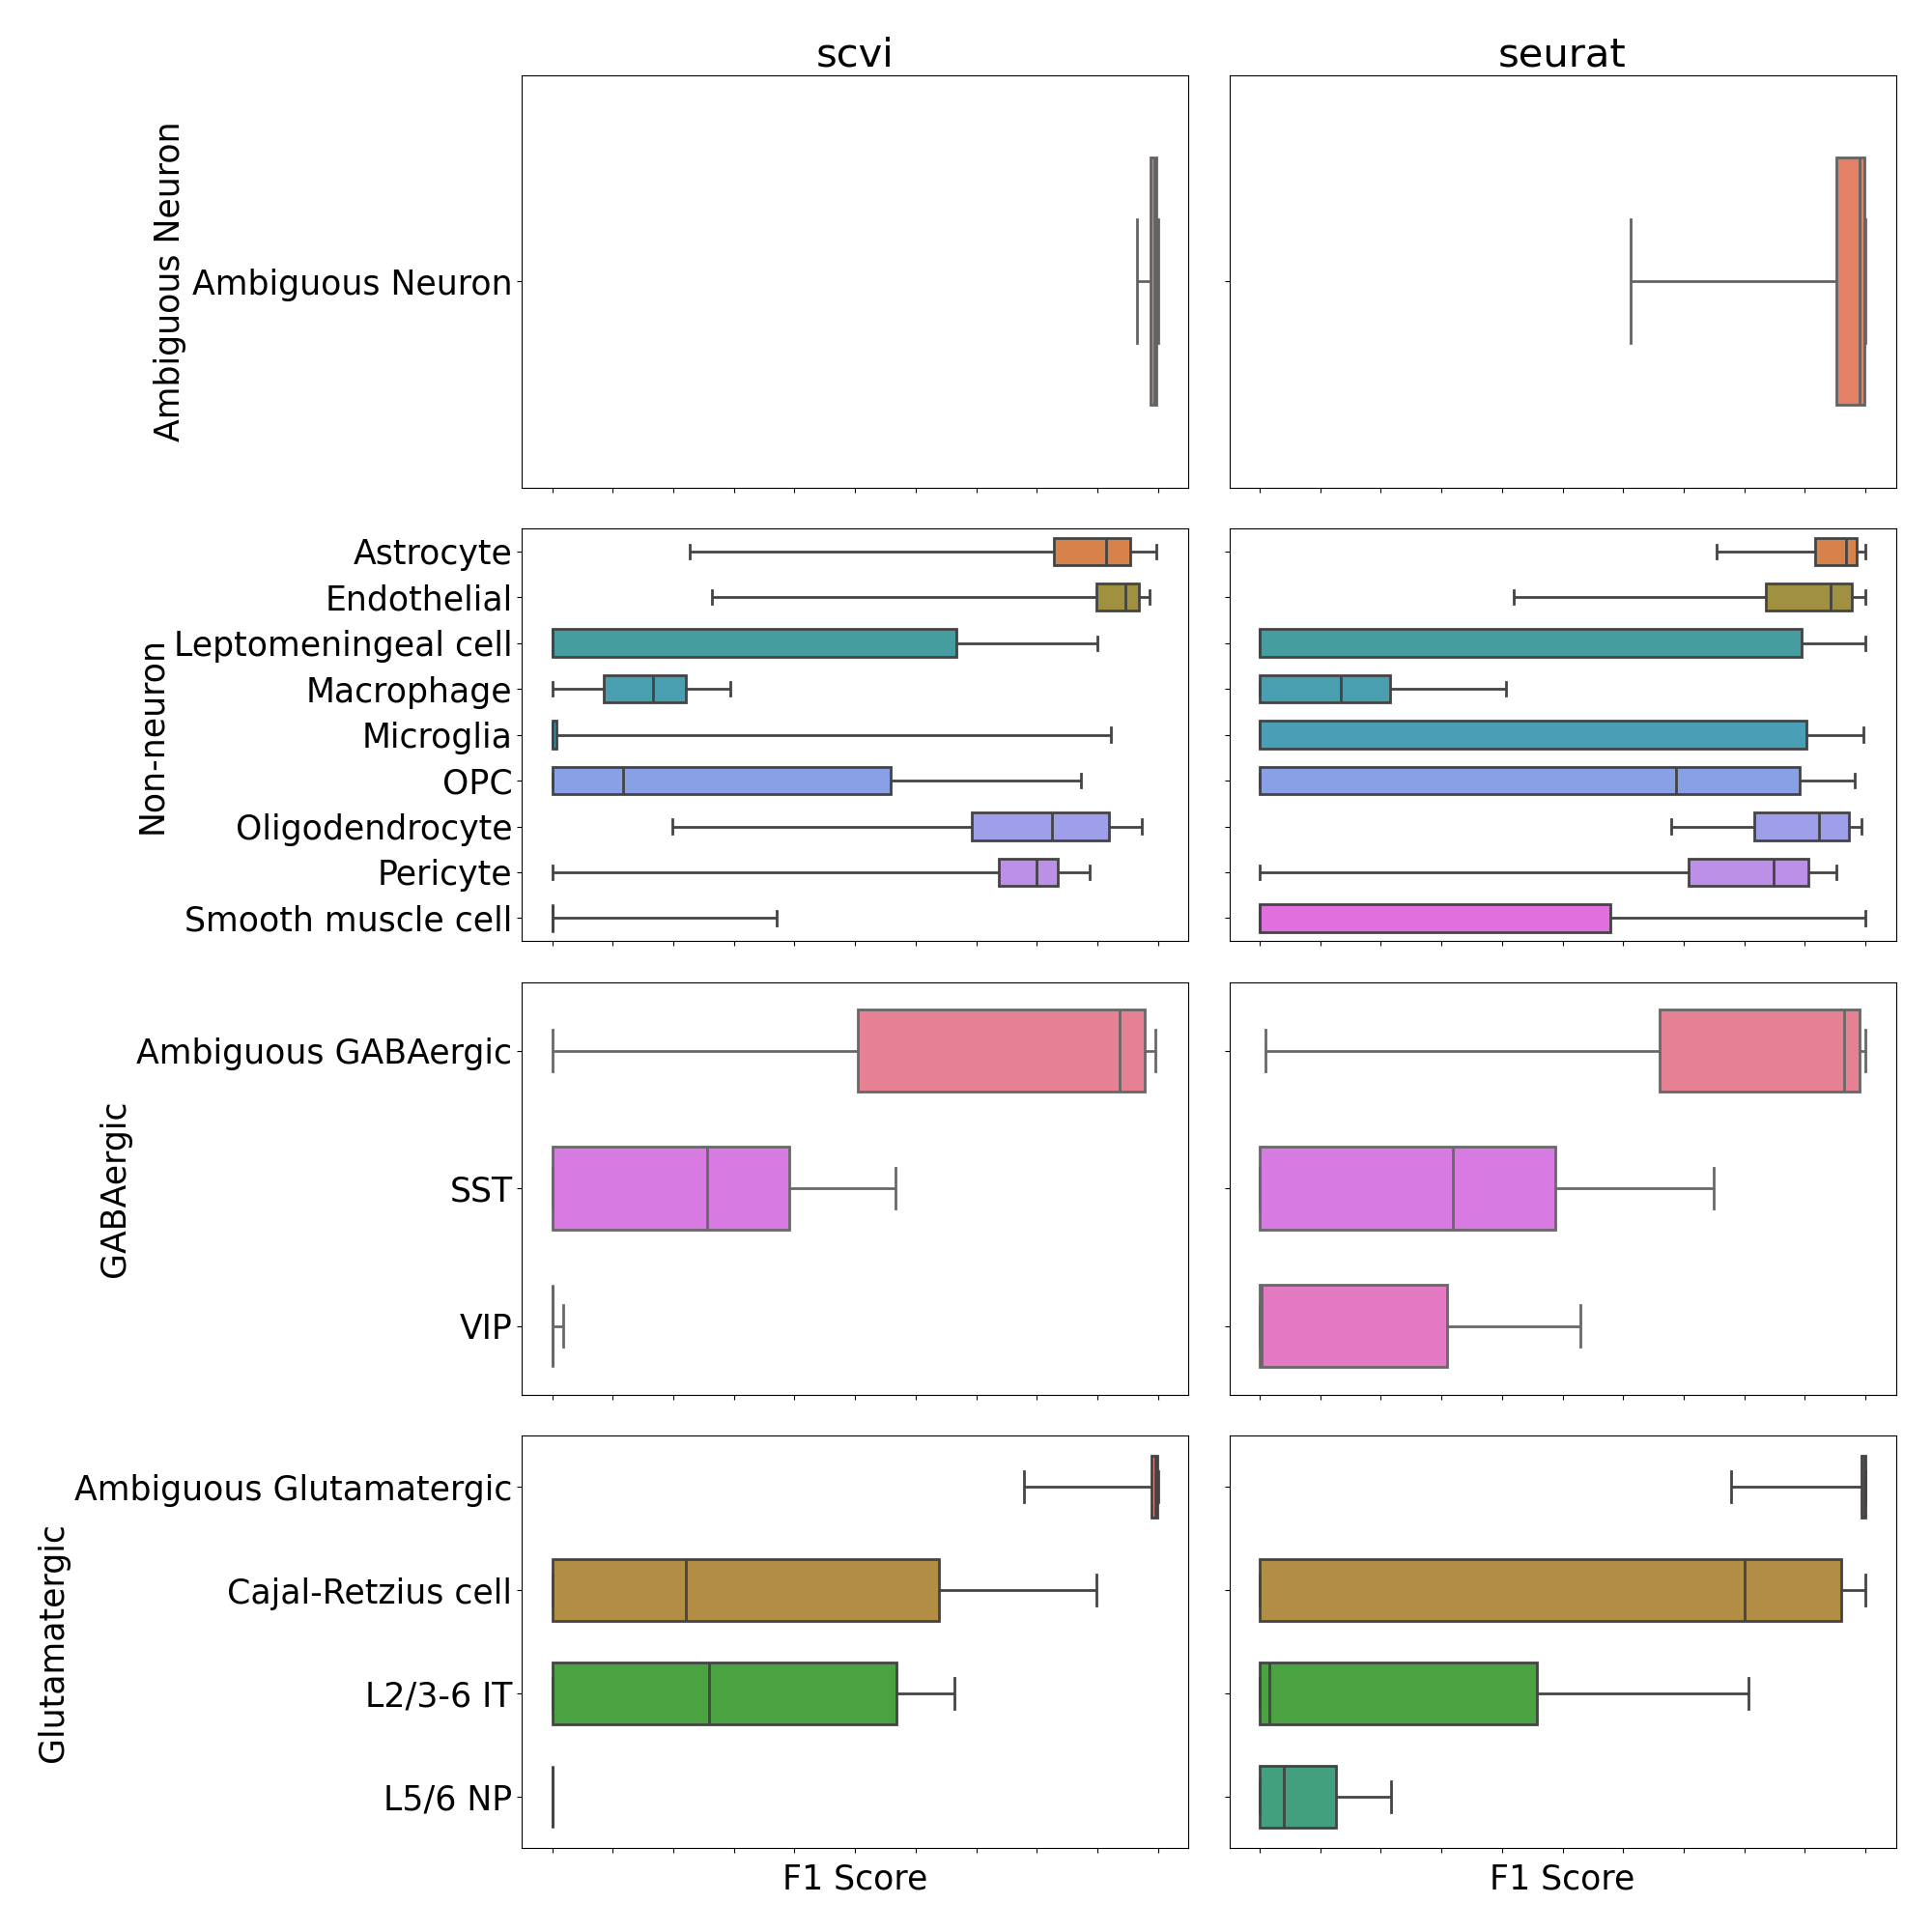 scvi
seurat
Ambiguous Neuron
Ambiguous Neuron
Non-neuron
Astrocyte
Endothelial
Leptomeningeal cell
Macrophage
Microglia
OPC
Oligodendrocyte
Pericyte
Smooth muscle cell
GABAergic
Ambiguous GABAergic
SST
VIP
Glutamatergic
Ambiguous Glutamatergic
Cajal-Retzius cell
L2/3-6 IT
L5/6 NP
F1 Score
F1 Score